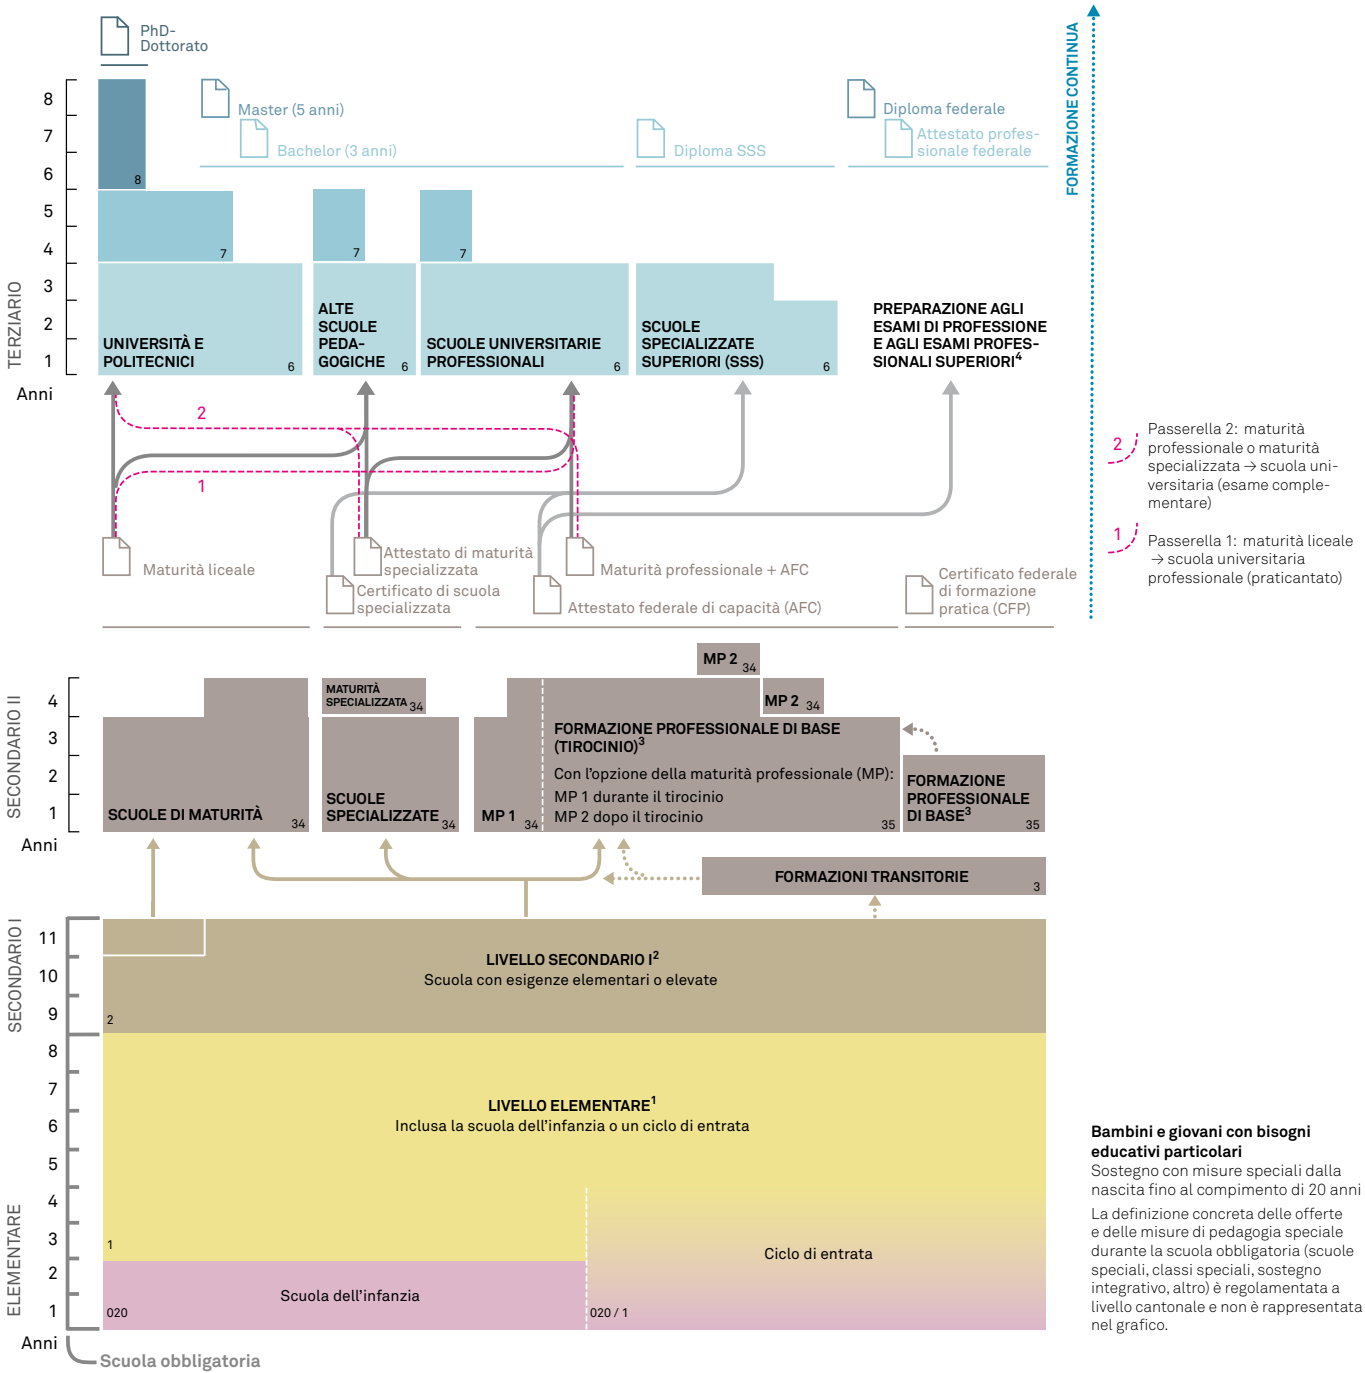 PhD-
Dottorato
Master (5 anni)
Bachelor (3 anni)
Diploma SSS
Diploma federale
Attestato profes-
sionale federale
FORMAZIONE CONTINUA
TERZIARIO
8
7
6
5
4
3
2
1
Anni
8
7
7
7
UNIVERSITÀ E
POLITECNICI
6
ALTE
SCUOLE
PEDA-
GOGICHE
6
SCUOLE UNIVERSITARIE
PROFESSIONALI
6
SCUOLE
SPECIALIZZATE
SUPERIORI (SSS)
6
PREPARAZIONE AGLI
ESAMI DI PROFESSIONE
E AGLI ESAMI PROFES-
SIONALI SUPERIORI4
2
1
2
Passerella 2: maturità
professionale o maturità
specializzata → scuola uni-
versitaria (esame comple-
mentare)
1
Passerella 1: maturità liceale
→ scuola universitaria
professionale (praticantato)
Maturità liceale
Attestato di maturità
specializzata
Certificato di scuola
specializzata
Maturità professionale + AFC
Attestato federale di capacità (AFC)
Certificato federale
di formazione
pratica (CFP)
SECONDARIO II
4
3
2
1
Anni
SCUOLE DI MATURITÀ
34
MATURITÀ
SPECIALIZZATA 34
SCUOLE
SPECIALIZZATE 34
MP 1 34
MP 2 34
MP 2 34
FORMAZIONE PROFESSIONALE DI BASE
(TIROCINIO)3
Con l'opzione della maturità professionale (MP):
MP 1 durante il tirocinio
MP 2 dopo il tirocinio
35
FORMAZIONE
PROFESSIONALE
DI BASE3
35
FORMAZIONI TRANSITORIE
3
SECONDARIO I
11
10
9
LIVELLO SECONDARIO I2
Scuola con esigenze elementari o elevate
2
ELEMENTARE
8
7
6
5
4
3
2
1
Anni
LIVELLO ELEMENTARE1
Inclusa la scuola dell'infanzia o un ciclo di entrata
1
Ciclo di entrata
Scuola dell'infanzia
020
020 / 1
Scuola obbligatoria
Bambini e giovani con bisogni
educativi particolari
Sostegno con misure speciali dalla
nascita fino al compimento di 20 anni
La definizione concreta delle offerte
e delle misure di pedagogia speciale
durante la scuola obbligatoria (scuole
speciali, classi speciali, sostegno
integrativo, altro) è regolamentata a
livello cantonale e non è rappresentata
nel grafico.